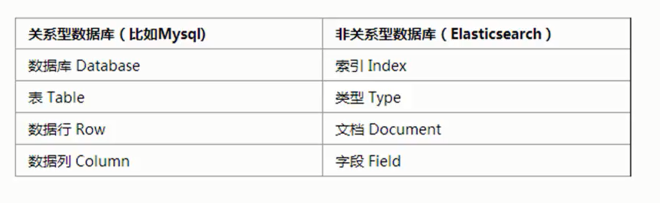 关系型数据库（比如Mysql) 非关系型数据库（Elasticsearch）
数据库 Database 索引 Index
表 Table 类型 Type
数据行 Row 文档 Document
数据列 Column 字段 Field